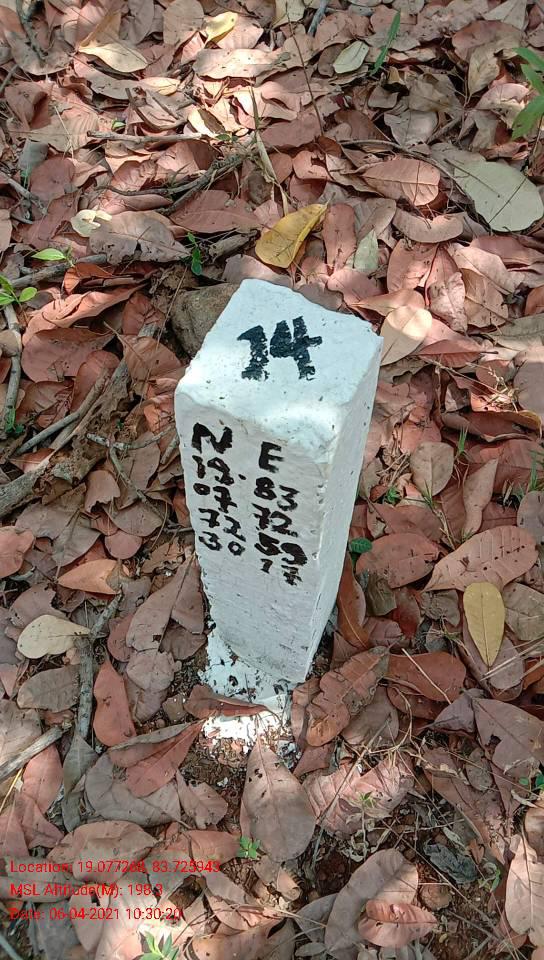 14
N E
19. 83
07 72
72 59
30 17
Location: 19.077268, 83.725943
MSL Altitude(M): 198.3
Date: 06-04-2021 10:30:20